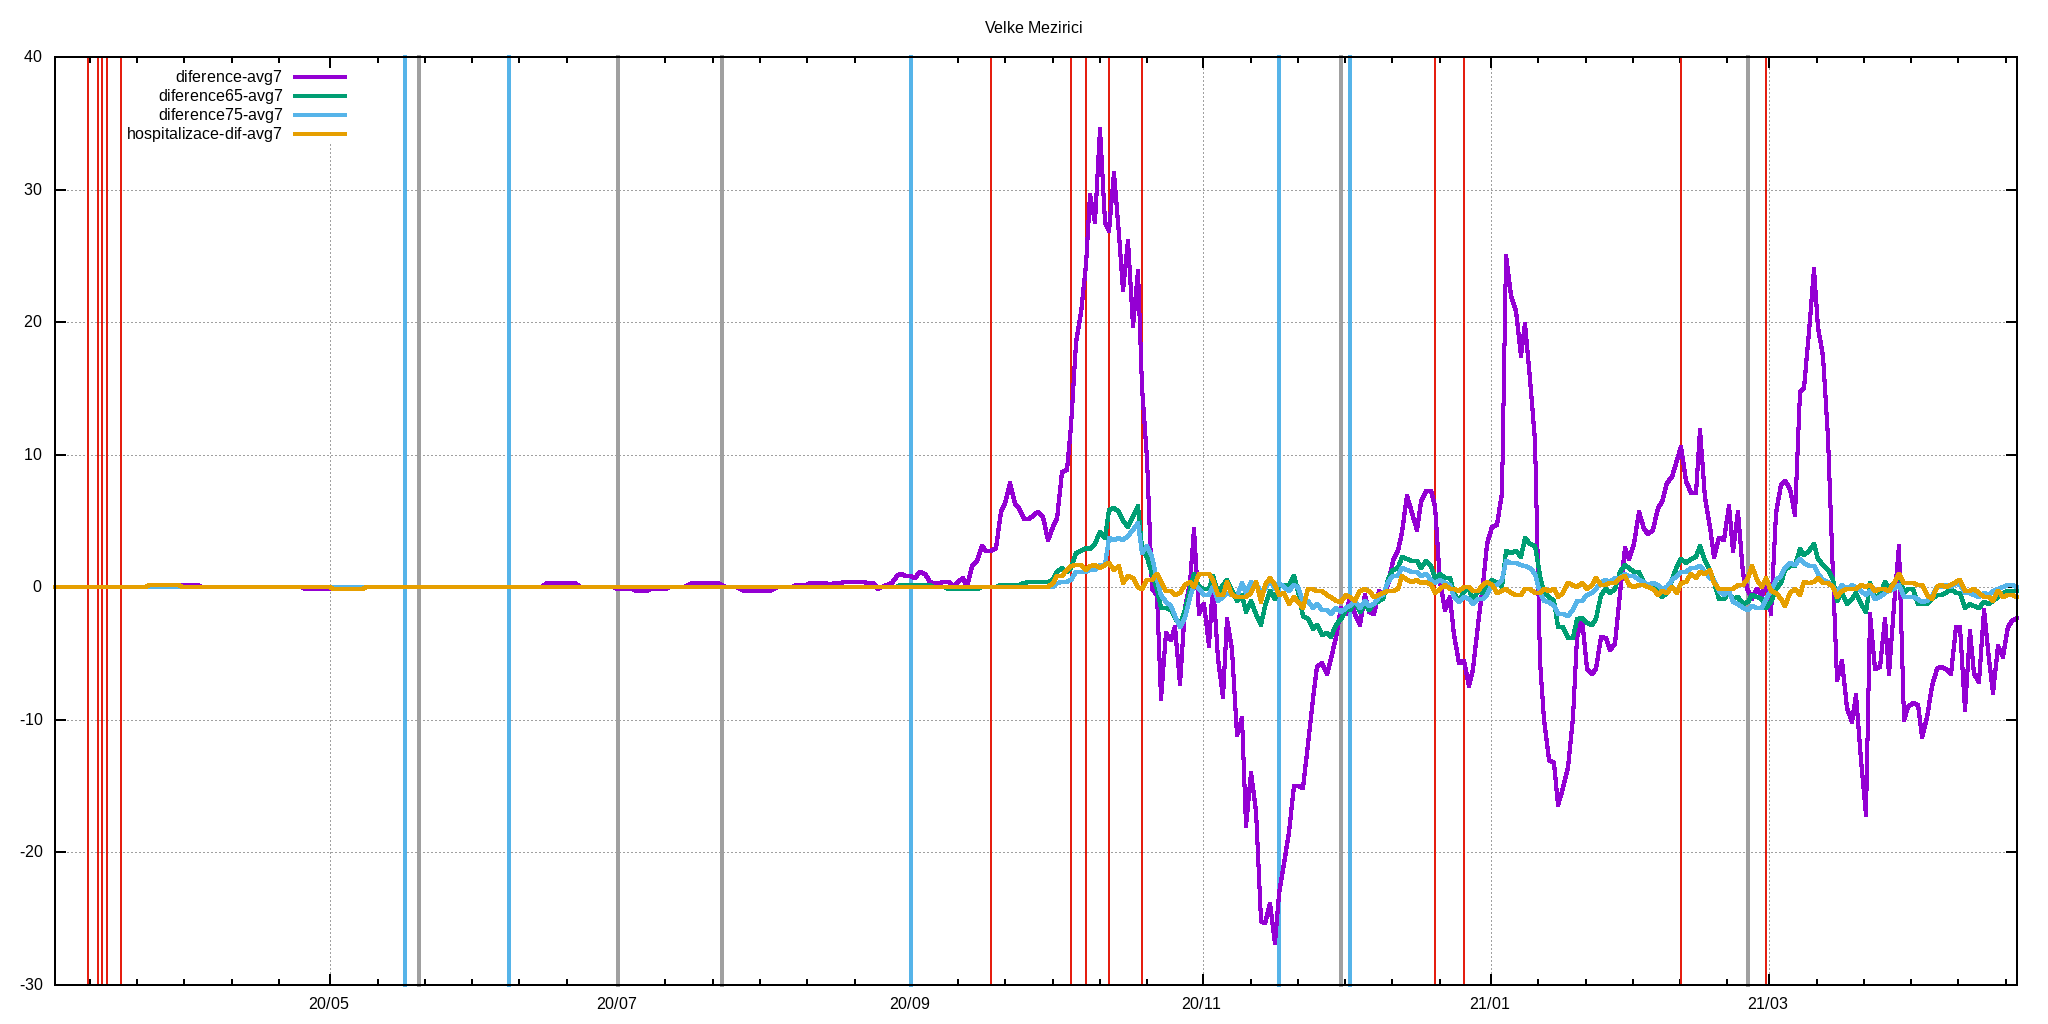 Velke Mezirici
40
30
20
10
0
-10
-20
-30
diference-avg7
diference65-avg7
diference75-avg7
hospitalizace-dif-avg7
20/05 20/07 20/09 20/11 21/01 21/03